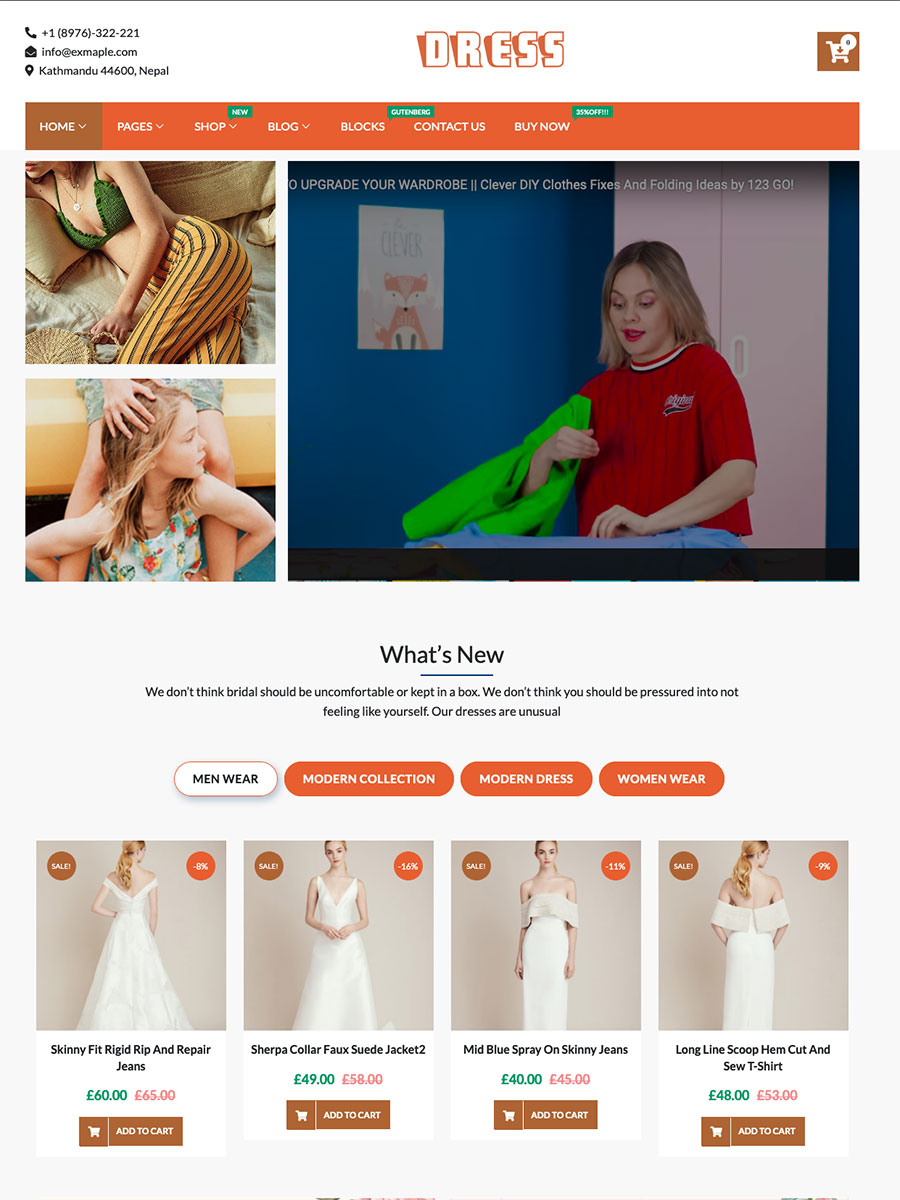 +1 (8976)-322-221
info@exmaple.com
Kathmandu 44600, Nepal
DRESS
0
NEW
GUTENBERG
35%OFF!!!
HOME PAGES SHOP BLOG BLOCKS CONTACT US BUY NOW
O UPGRADE YOUR WARDROBE || Clever DIY Clothes Fixes And Folding Ideas by 123 GO!
CLEVER
What's New
We don't think bridal should be uncomfortable or kept in a box. We don't think you should be pressured into not
feeling like yourself. Our dresses are unusual
MEN WEAR MODERN COLLECTION MODERN DRESS WOMEN WEAR
SALE! -8% SALE! -16% SALE! -11% SALE! -9%
Skinny Fit Rigid Rip And Repair
Jeans
£60.00 £65.00
ADD TO CART
Sherpa Collar Faux Suede Jacket2
£49.00 £58.00
ADD TO CART
Mid Blue Spray On Skinny Jeans
£40.00 £45.00
ADD TO CART
Long Line Scoop Hem Cut And
Sew T-Shirt
£48.00 £53.00
ADD TO CART